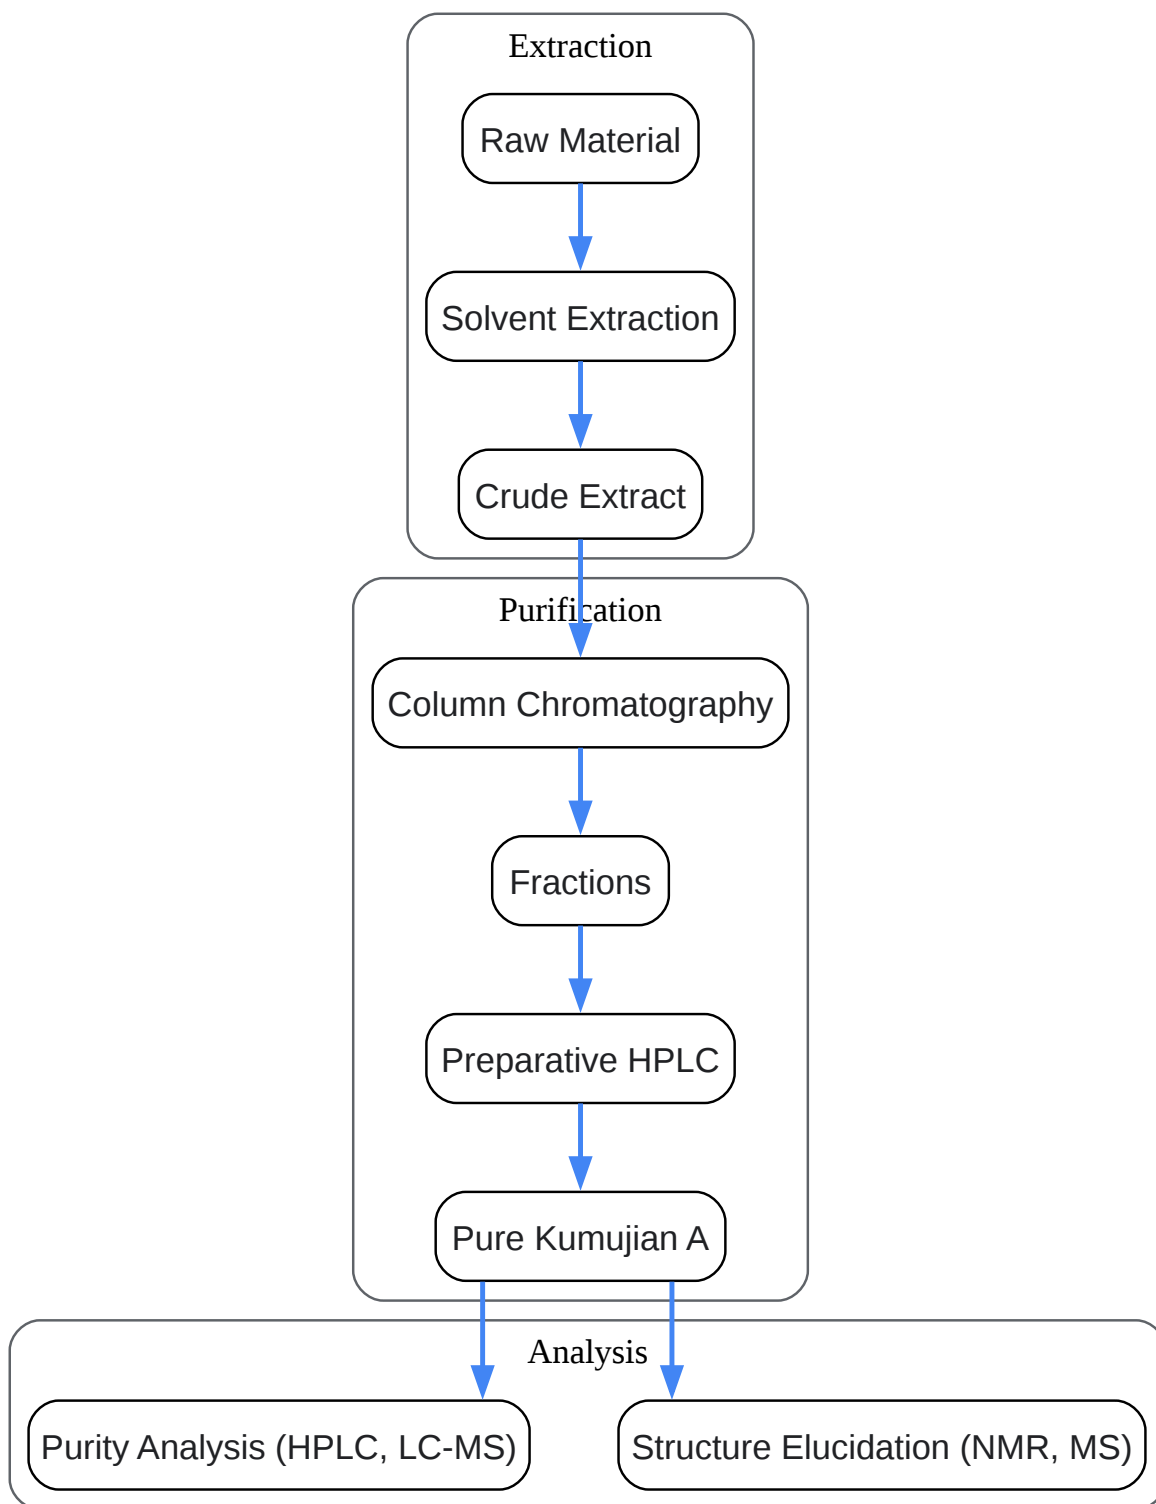 Extraction
Raw Material
Solvent Extraction
Crude Extract
Purification
Column Chromatography
Fractions
Preparative HPLC
Pure Kumujian A
Analysis
Purity Analysis (HPLC, LC-MS)
Structure Elucidation (NMR, MS)